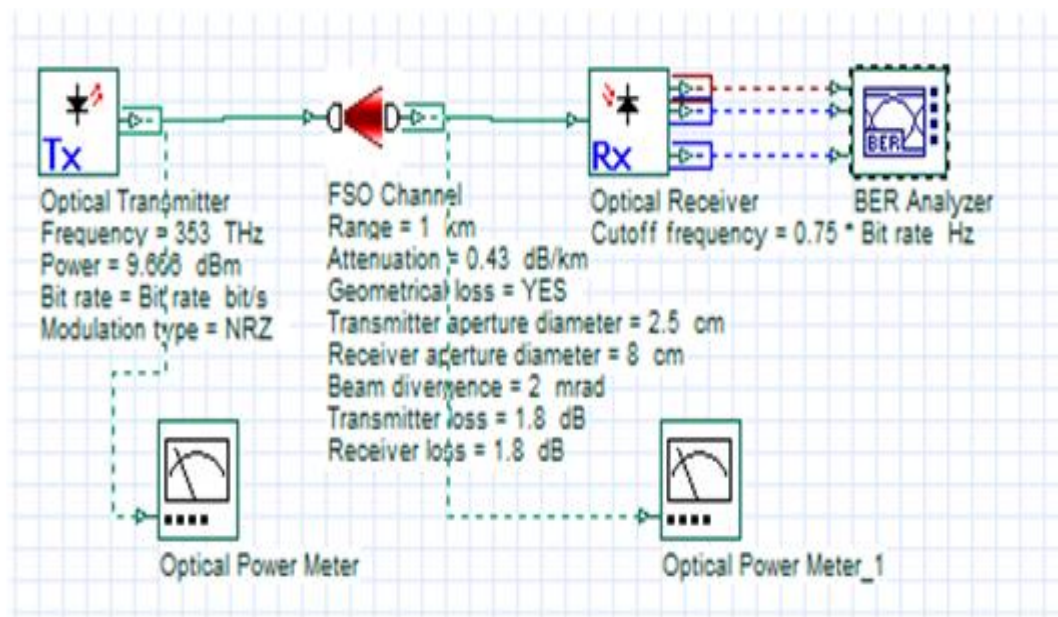 Tx
Optical Transmitter
Frequency = 353 THz
Power = 9.666 dBm
Bit rate = Bit rate bit/s
Modulation type = NRZ
FSO Channel
Range = 1 km
Attenuation = 0.43 dB/km
Geometrical loss = YES
Transmitter aperture diameter = 2.5 cm
Receiver aperture diameter = 8 cm
Beam divergence = 2 mrad
Transmitter loss = 1.8 dB
Receiver loss = 1.8 dB
Rx
Optical Receiver
Cutoff frequency = 0.75 * Bit rate Hz
BER
BER Analyzer
Optical Power Meter
Optical Power Meter_1